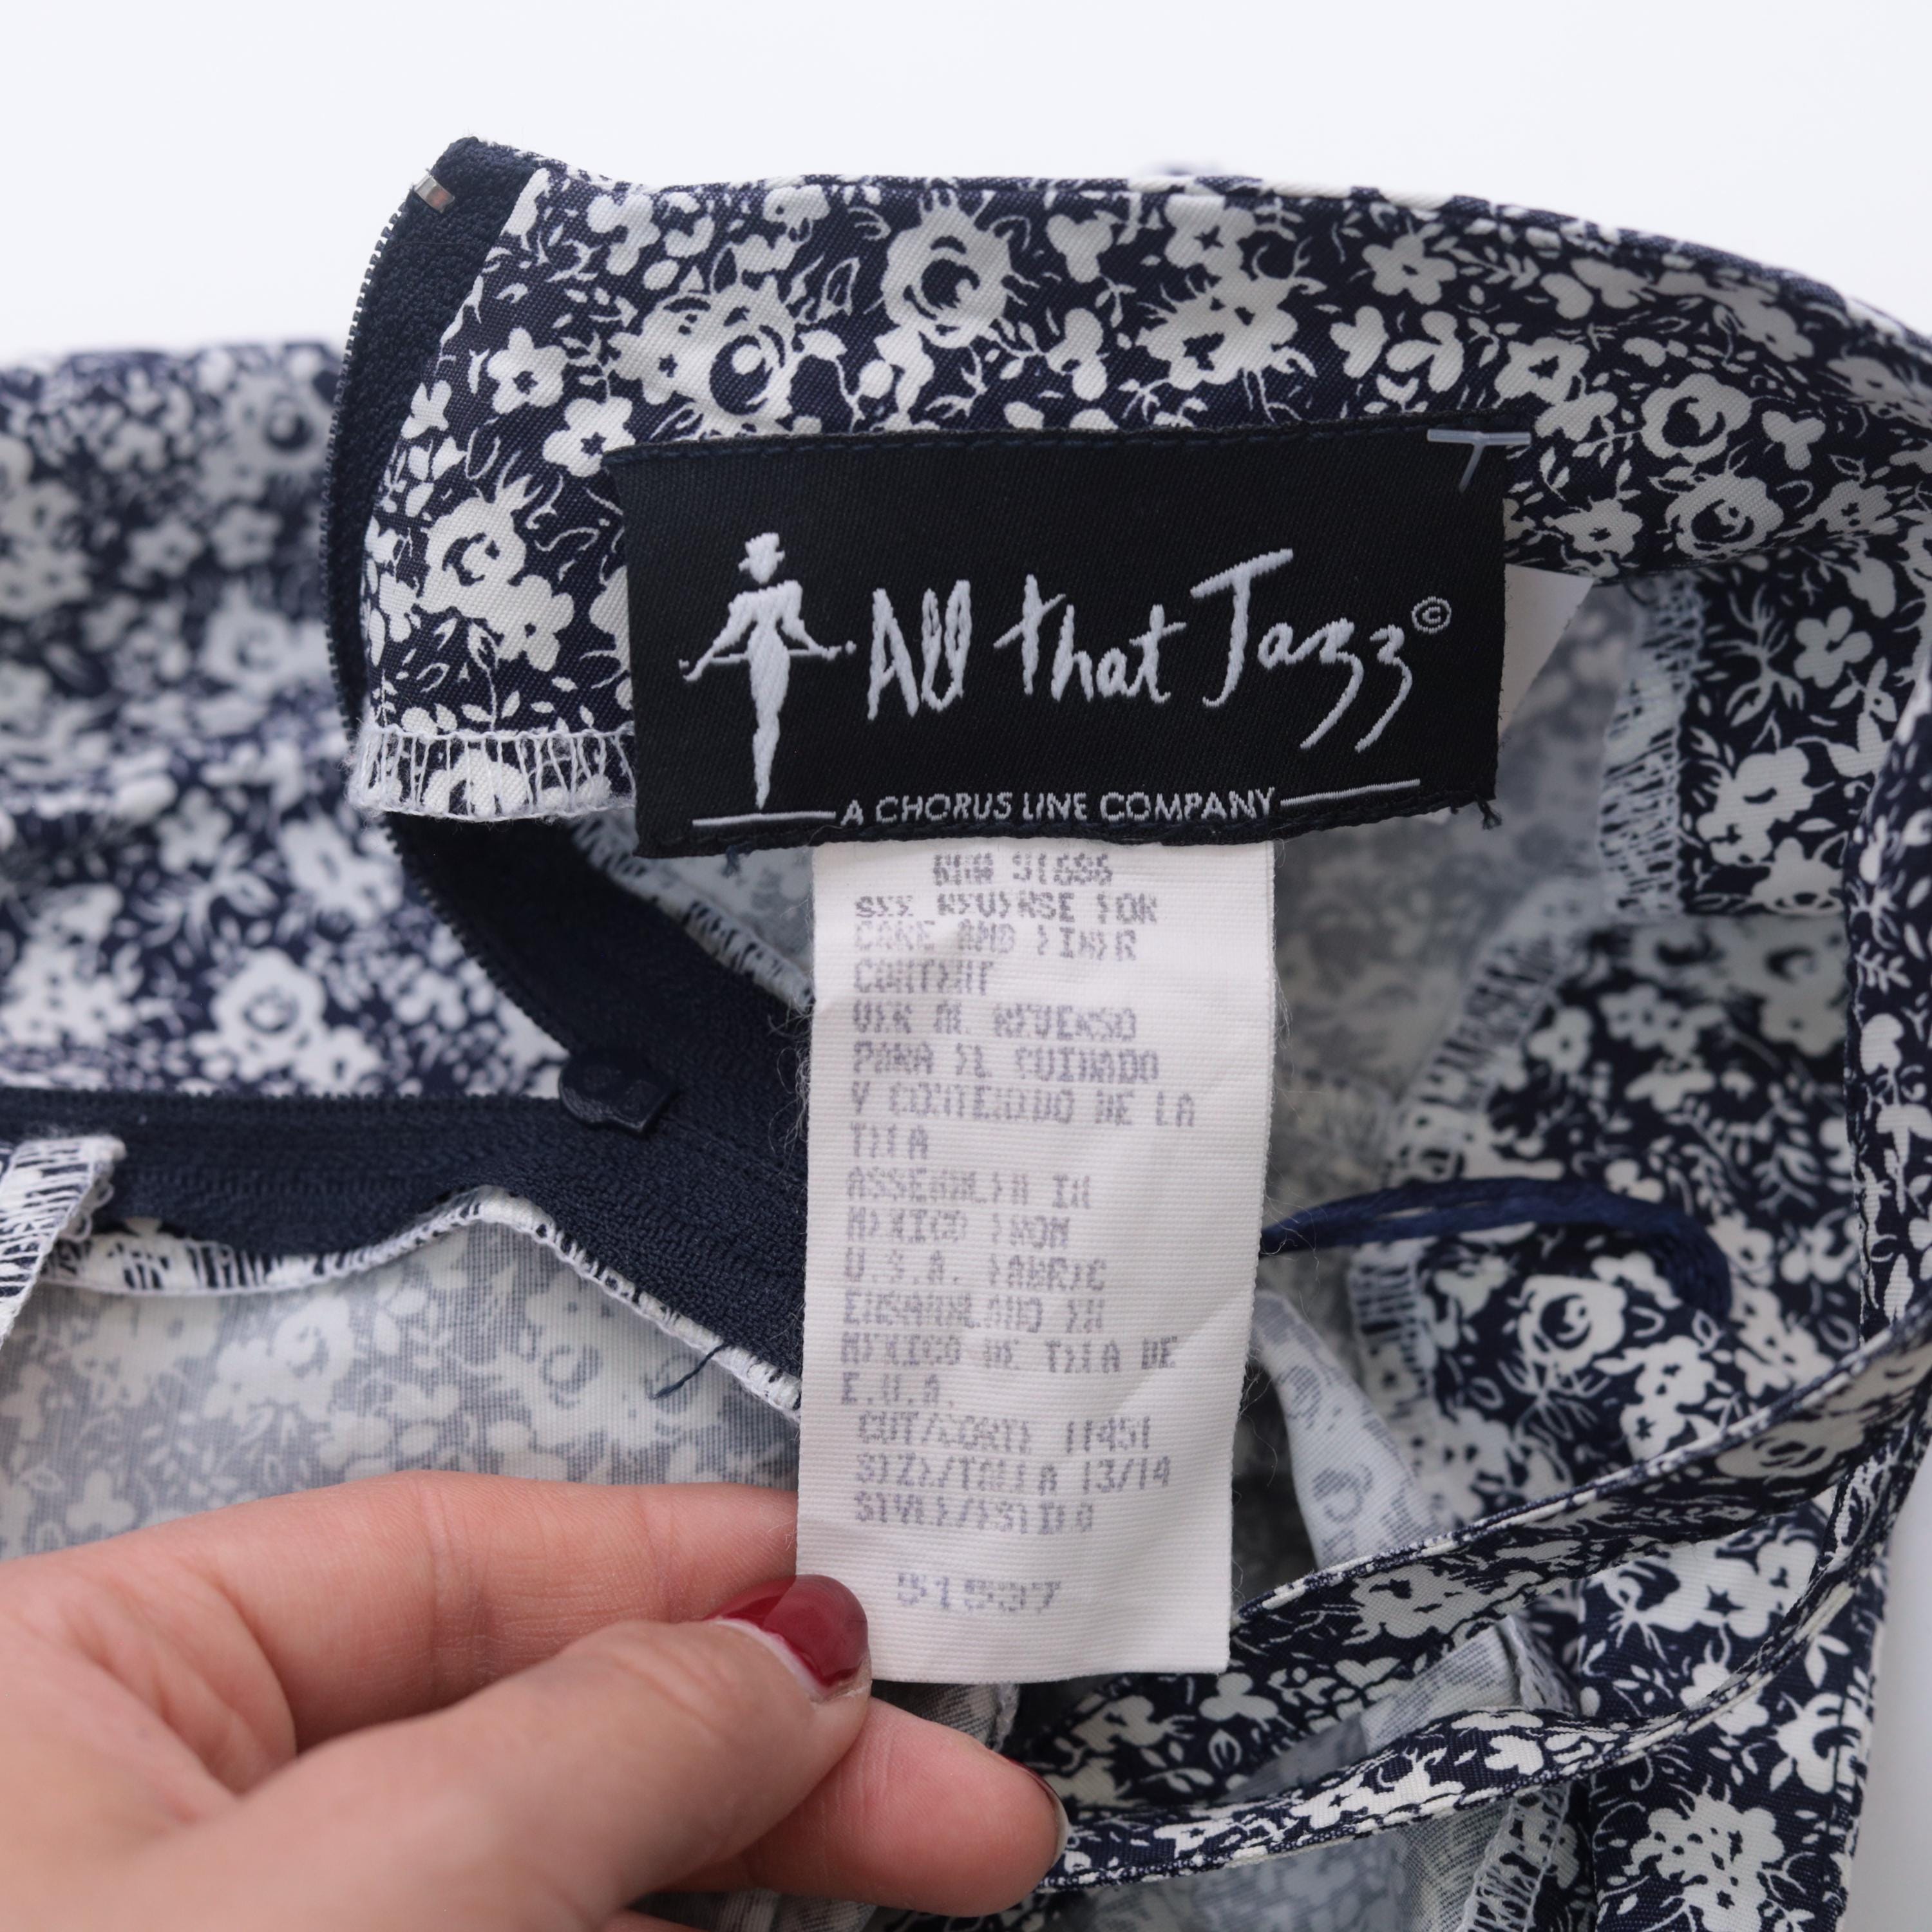 All that Jazz©
A CHORUS LINE COMPANY
SEE REVERSE FOR
CARE AND FIBER
CONTENT
VER AL REVERSO
PARA EL CUIDADO
Y CONTENIDO DE LA
TELA
ASSEMBLED IN
MEXICO FROM
U.S.A. FABRIC
ENSAMBLADO EN
MEXICO DE TELA DE
E.U.A.
CUT/CORTE 11451
SIZE/TALLA 13/14
STYLE/ESTILO